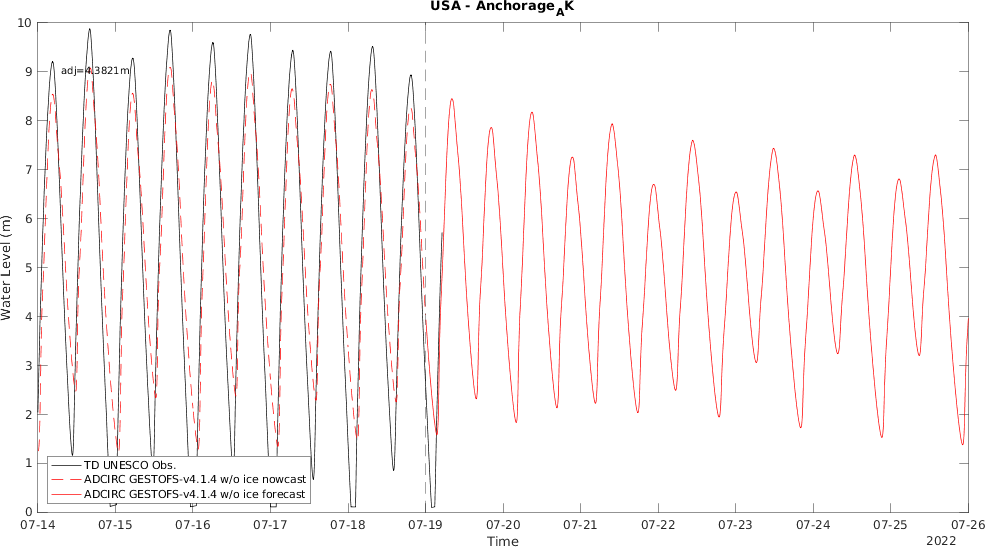 USA - Anchorage_AK
10
9
8
7
6
5
4
3
2
1
0
Water Level (m)
adj=4.3821m
TD UNESCO Obs.
ADCIRC GESTOFS-v4.1.4 w/o ice nowcast
ADCIRC GESTOFS-v4.1.4 w/o ice forecast
07-14 07-15 07-16 07-17 07-18 07-19 07-20 07-21 07-22 07-23 07-24 07-25 07-26
Time
2022